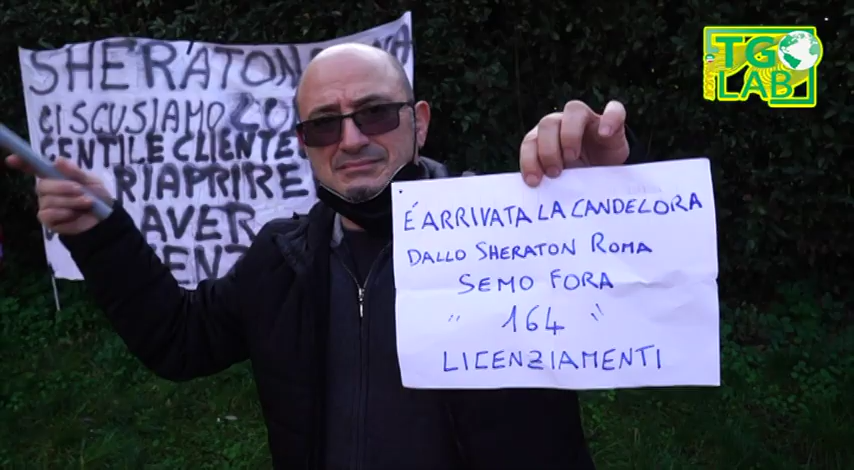 SHERATON
CI SCUSIAMO CON
GENTILE CLIENTE
RIAPRIRE
AVER
É ARRIVATA LA CANDELORA
DALLO SHERATON ROMA
SEMO FORA
" 164 "
LICENZIAMENTI
TG
LAB